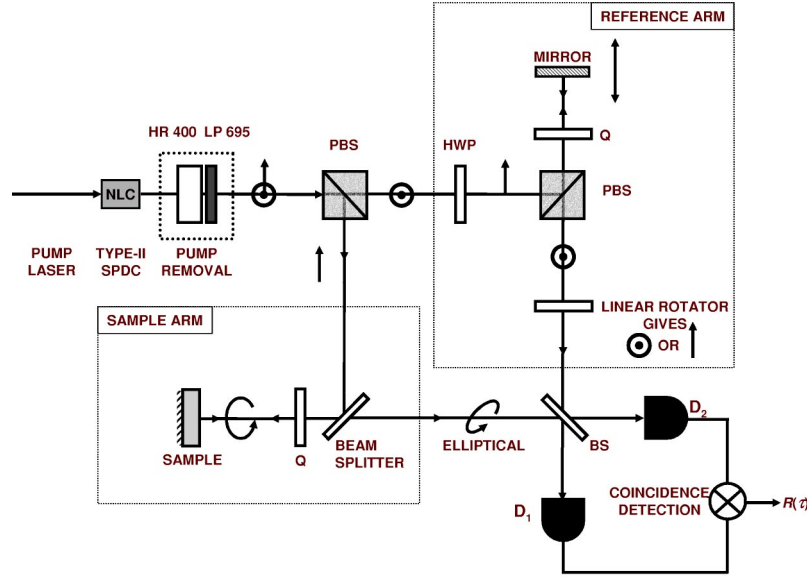 REFERENCE ARM
MIRROR
Q
HR 400 LP 695
PBS
HWP
PBS
NLC
PUMP
LASER
TYPE-II
SPDC
PUMP
REMOVAL
LINEAR ROTATOR
GIVES
OR
SAMPLE ARM
SAMPLE
Q
BEAM
SPLITTER
ELLIPTICAL
BS
D2
D1
COINCIDENCE
DETECTION
R(τ)